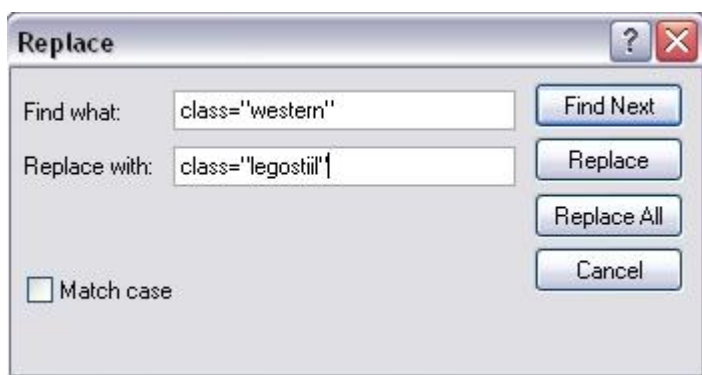 Replace
Find what: class="western" Find Next
Replace with: class="legostiil" Replace
Replace All
Cancel
Match case